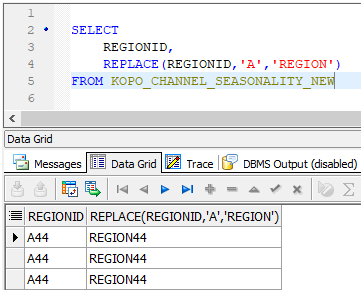 1
2 SELECT
3 REGIONID,
4 REPLACE(REGIONID,'A','REGION')
5 FROM KOPO_CHANNEL_SEASONALITY_NEW
6
Data Grid
Messages Data Grid Trace DBMS Output (disabled)
REGIONID REPLACE(REGIONID,'A','REGION')
A44 REGION44
A44 REGION44
A44 REGION44